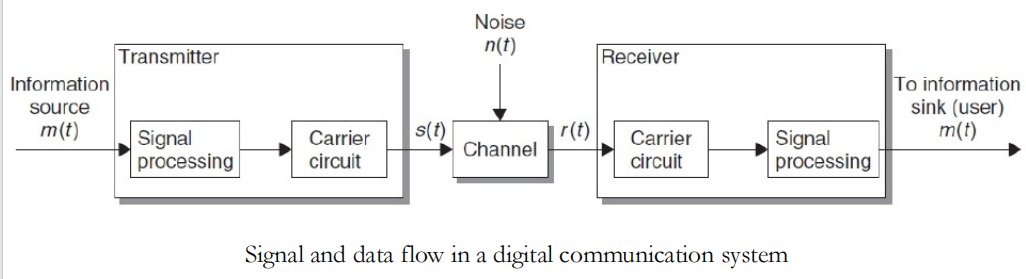 Noise
n(t)
Transmitter
Receiver
Information
source
m(t)
To information
sink (user)
m(t)
Signal
processing
Carrier
circuit
s(t)
Channel
r(t)
Carrier
circuit
Signal
processing
Signal and data flow in a digital communication system